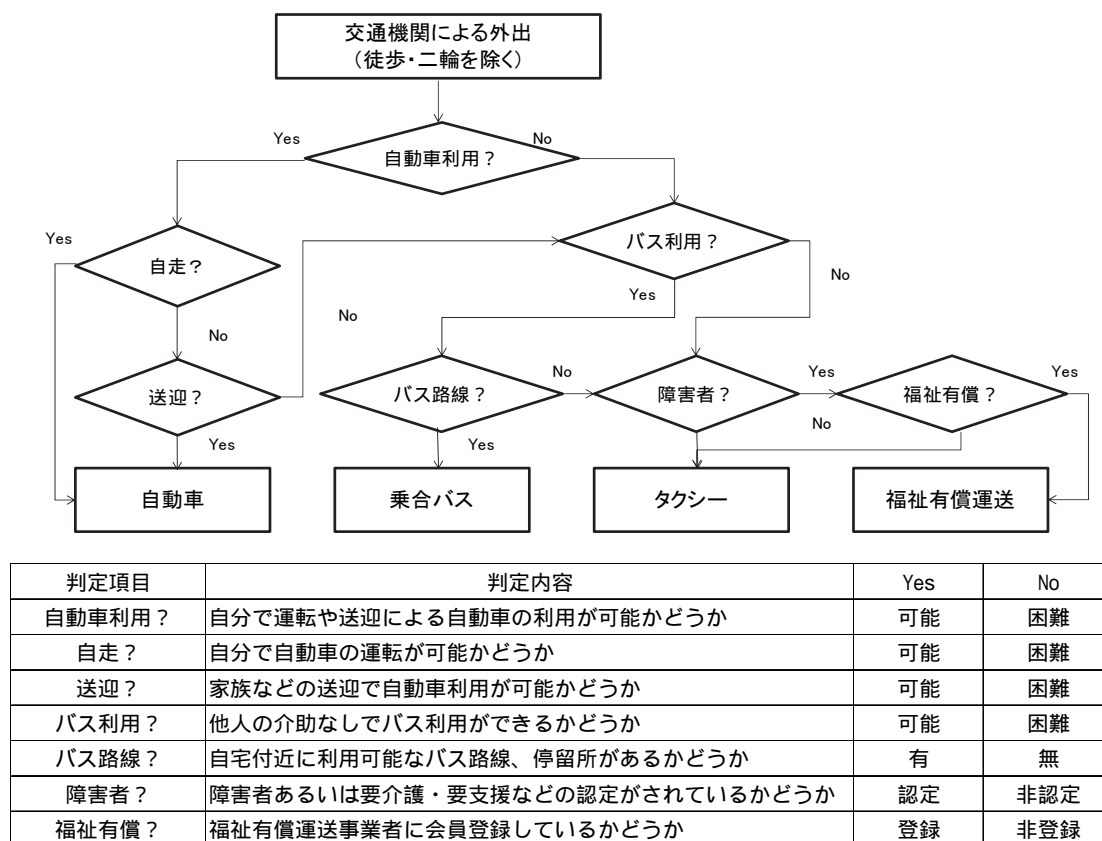 交通機関による外出
(徒歩・二輪を除く)
Yes
No
自動車利用？
Yes
自走？
バス利用？
No
Yes
No
No
送迎？
バス路線？
No
障害者？
Yes
福祉有償？
Yes
Yes
Yes
No
自動車
乗合バス
タクシー
福祉有償運送
判定項目 判定内容 Yes No
自動車利用？ 自分で運転や送迎による自動車の利用が可能かどうか 可能 困難
自走？ 自分で自動車の運転が可能かどうか 可能 困難
送迎？ 家族などの送迎で自動車利用が可能かどうか 可能 困難
バス利用？ 他人の介助なしでバス利用ができるかどうか 可能 困難
バス路線？ 自宅付近に利用可能なバス路線、停留所があるかどうか 有 無
障害者？ 障害者あるいは要介護・要支援などの認定がされているかどうか 認定 非認定
福祉有償？ 福祉有償運送事業者に会員登録しているかどうか 登録 非登録